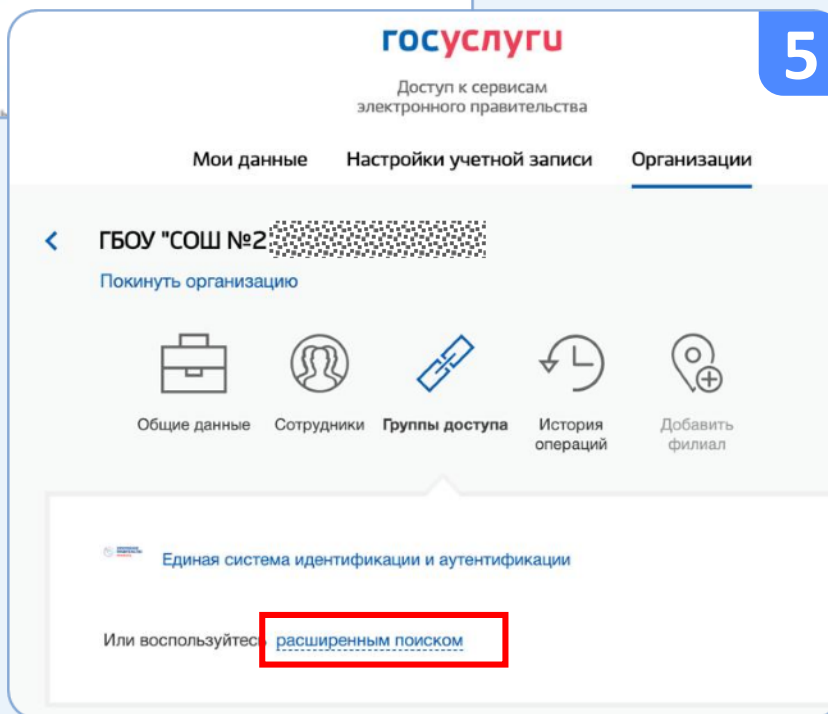 5
госуслуги
Доступ к сервисам
электронного правительства
Мои данные Настройки учетной записи Организации
ГБОУ "СОШ №2
Покинуть организацию
Общие данные Сотрудники Группы доступа История операций Добавить филиал
Единая система идентификации и аутентификации
Или воспользуйтесь расширенным поиском